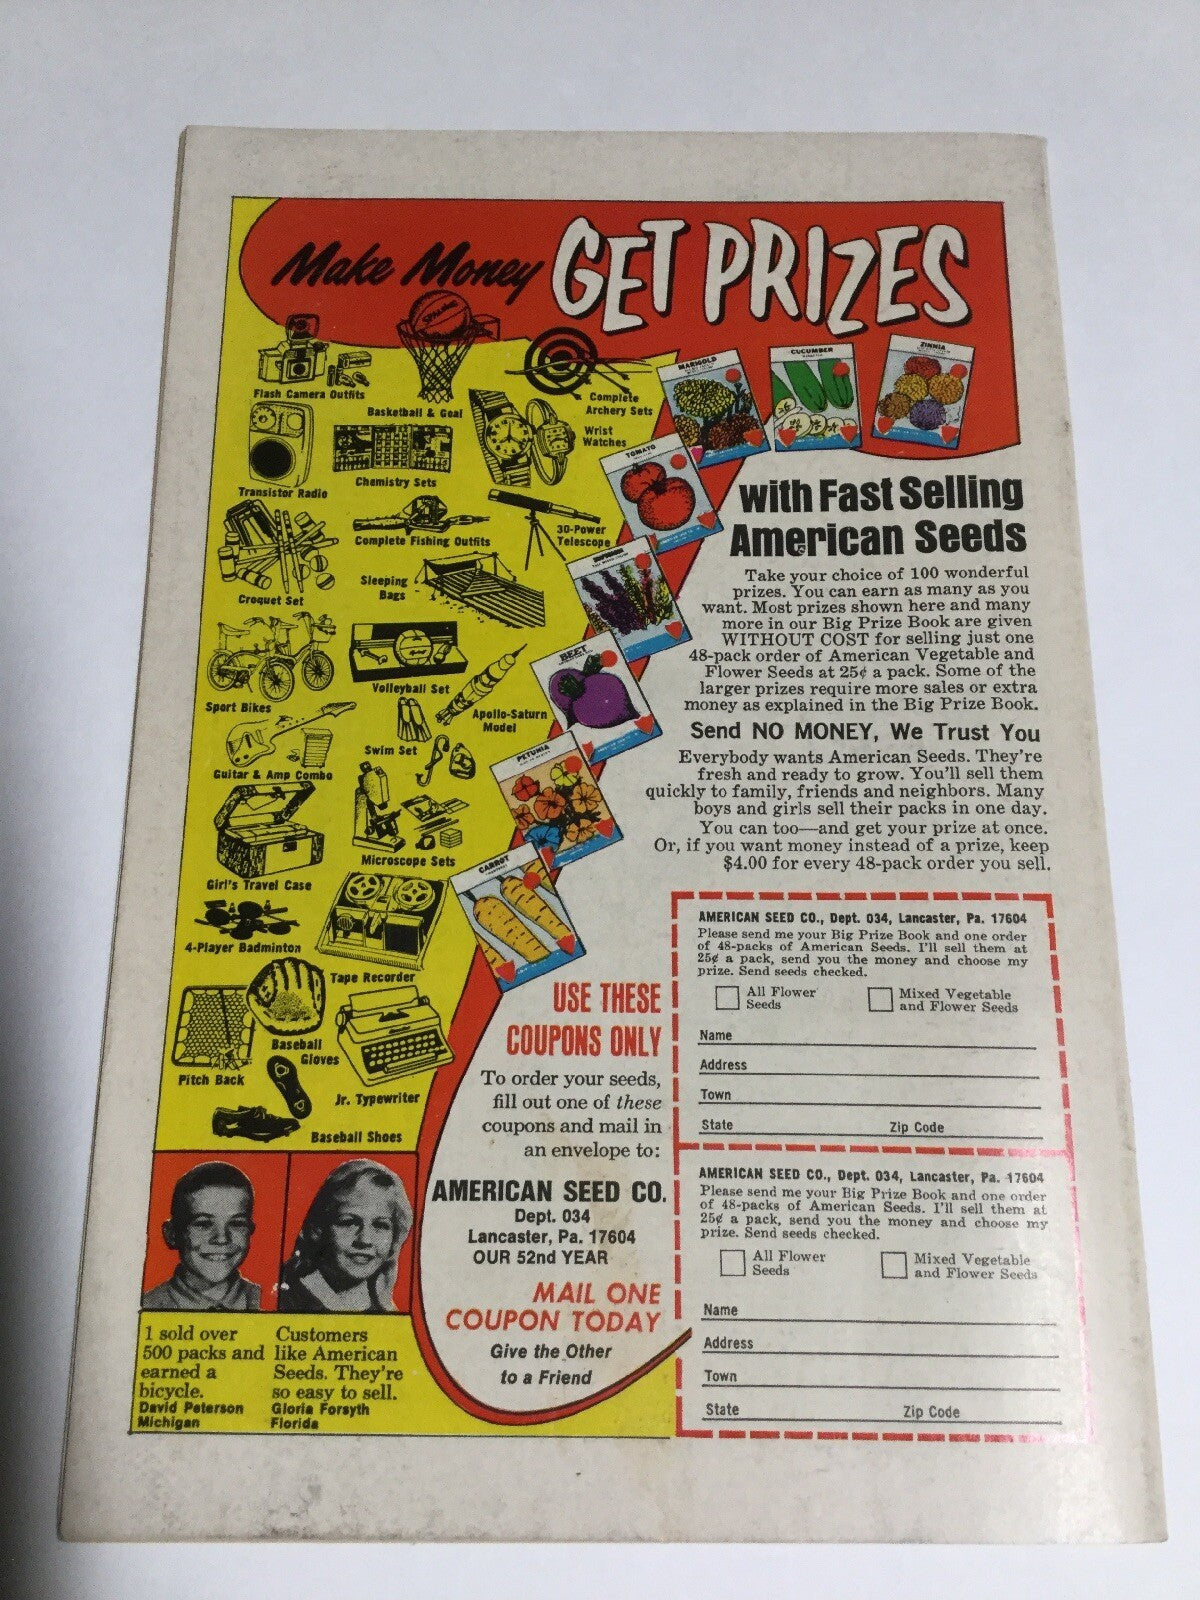 Make Money GET PRIZES
SPALDING
Flash Camera Outfits
Basketball & Goal
Complete
Archery Sets
Transistor Radio
Chemistry Sets
Wrist
Watches
Croquet Set
Complete Fishing Outfits
30-Power
Telescope
Sleeping
Bags
Sport Bikes
Volleyball Set
Apollo-Saturn
Model
Guitar & Amp Combo
Swim Set
Girl's Travel Case
Microscope Sets
4-Player Badminton
Tape Recorder
Pitch Back
Baseball
Gloves
Jr. Typewriter
Baseball Shoes
MARIGOLD
CUCUMBER
ZINNIA
TOMATO
BEET
PETUNIA
CARROT
with Fast Selling
American Seeds
Take your choice of 100 wonderful
prizes. You can earn as many as you
want. Most prizes shown here and many
more in our Big Prize Book are given
WITHOUT COST for selling just one
48-pack order of American Vegetable and
Flower Seeds at 25¢ a pack. Some of the
larger prizes require more sales or extra
money as explained in the Big Prize Book.
Send NO MONEY, We Trust You
Everybody wants American Seeds. They're
fresh and ready to grow. You'll sell them
quickly to family, friends and neighbors. Many
boys and girls sell their packs in one day.
You can too—and get your prize at once.
Or, if you want money instead of a prize, keep
$4.00 for every 48-pack order you sell.
USE THESE
COUPONS ONLY
To order your seeds,
fill out one of these
coupons and mail in
an envelope to:
AMERICAN SEED CO.
Dept. 034
Lancaster, Pa. 17604
OUR 52nd YEAR
MAIL ONE
COUPON TODAY
Give the Other
to a Friend
I sold over
500 packs and
earned a
bicycle.
David Peterson
Michigan
Customers
like American
Seeds. They're
so easy to sell.
Gloria Forsyth
Florida
AMERICAN SEED CO., Dept. 034, Lancaster, Pa. 17604
Please send me your Big Prize Book and one order
of 48-packs of American Seeds. I'll sell them at
25¢ a pack, send you the money and choose my
prize. Send seeds checked.
All Flower
Seeds
Mixed Vegetable
and Flower Seeds
Name
Address
Town
State Zip Code
AMERICAN SEED CO., Dept. 034, Lancaster, Pa. 17604
Please send me your Big Prize Book and one order
of 48-packs of American Seeds. I'll sell them at
25¢ a pack, send you the money and choose my
prize. Send seeds checked.
All Flower
Seeds
Mixed Vegetable
and Flower Seeds
Name
Address
Town
State Zip Code